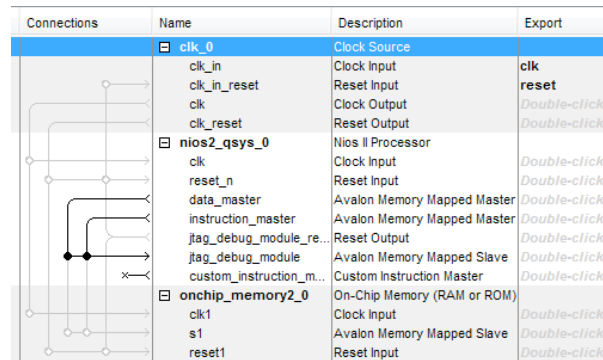 Connections Name Description Export
clk_0 Clock Source
clk_in Clock Input clk
clk_in_reset Reset Input reset
clk Clock Output Double-click
clk_reset Reset Output Double-click
nios2_qsys_0 Nios II Processor
clk Clock Input Double-click
reset_n Reset Input Double-click
data_master Avalon Memory Mapped Master Double-click
instruction_master Avalon Memory Mapped Master Double-click
jtag_debug_module_re... Reset Output Double-click
jtag_debug_module Avalon Memory Mapped Slave Double-click
custom_instruction_m... Custom Instruction Master Double-click
onchip_memory2_0 On-Chip Memory (RAM or ROM)
clk1 Clock Input Double-click
s1 Avalon Memory Mapped Slave Double-click
reset1 Reset Input Double-click